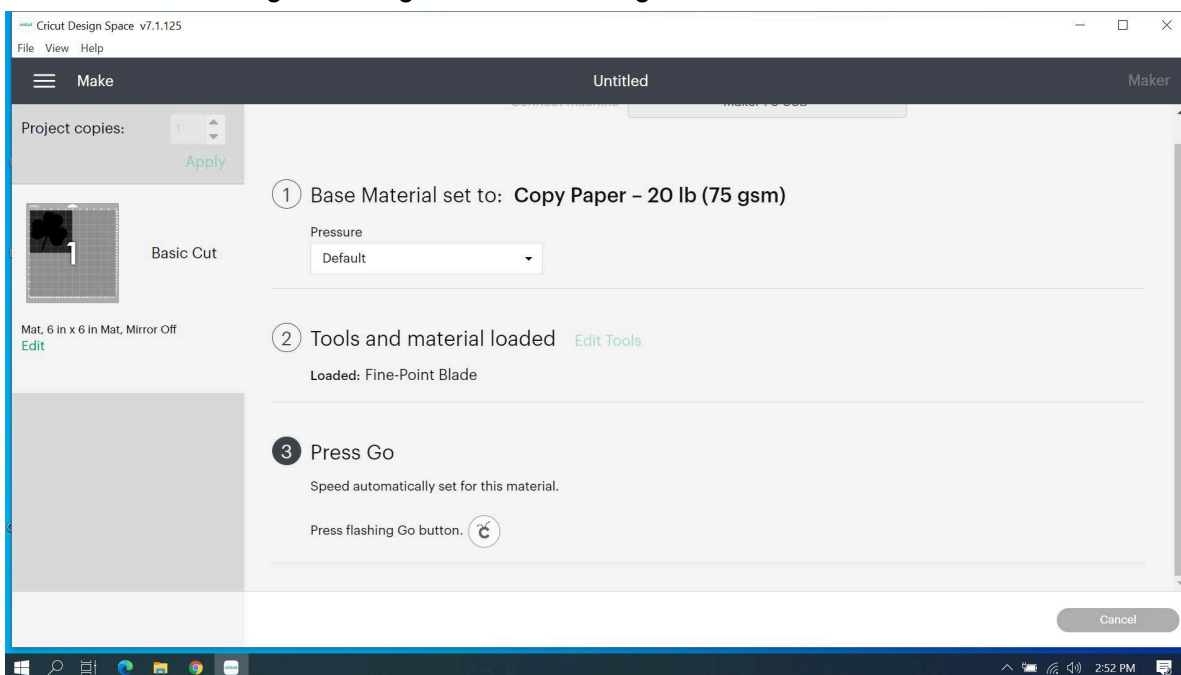 Cricut Design Space v7.1.125
File View Help
Make Untitled Maker
Project copies: 1
Apply
1
Basic Cut
Mat, 6 in x 6 in Mat, Mirror Off
Edit
1 Base Material set to: Copy Paper – 20 lb (75 gsm)
Pressure
Default
2 Tools and material loaded Edit Tools
Loaded: Fine-Point Blade
3 Press Go
Speed automatically set for this material.
Press flashing Go button.
Cancel
2:52 PM